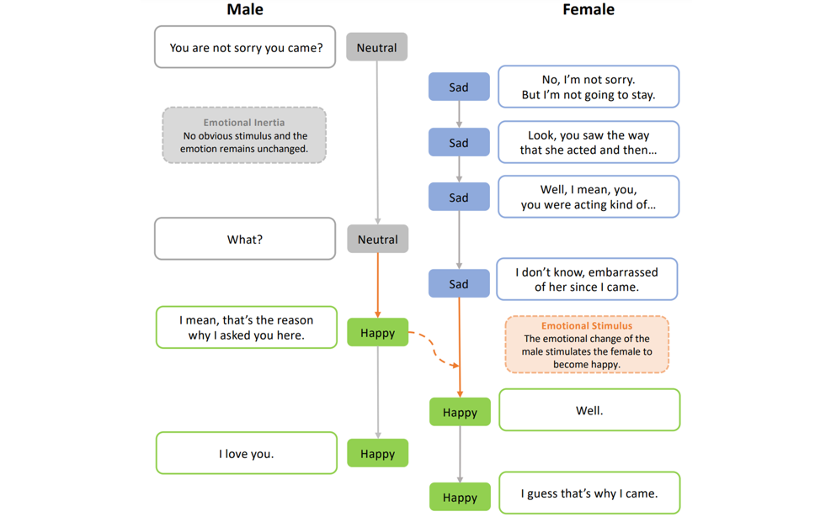 Male
Female
You are not sorry you came?
Neutral
Sad
No, I'm not sorry.
But I'm not going to stay.
Emotional Inertia
No obvious stimulus and the
emotion remains unchanged.
Sad
Look, you saw the way
that she acted and then...
Sad
Well, I mean, you,
you were acting kind of...
What?
Neutral
Sad
I don't know, embarrassed
of her since I came.
I mean, that's the reason
why I asked you here.
Happy
Emotional Stimulus
The emotional change of the
male stimulates the female to
become happy.
Happy
Well.
I love you.
Happy
Happy
I guess that's why I came.